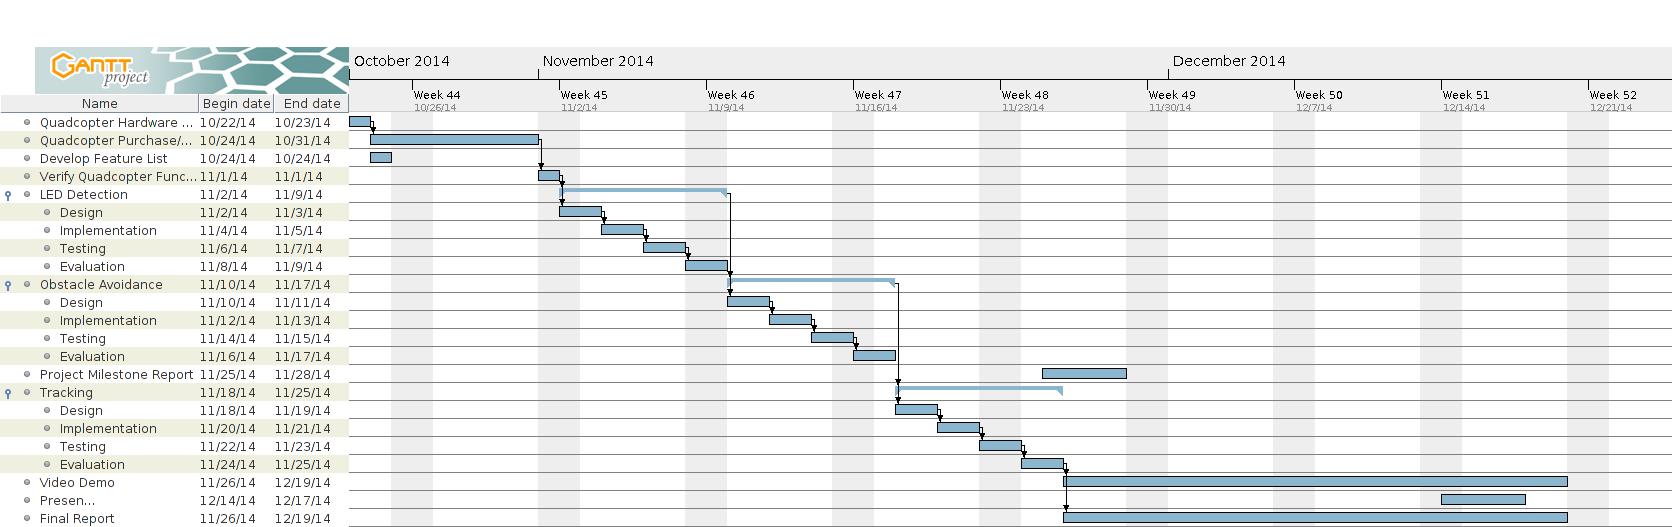 GANTT
project
October 2014 November 2014 December 2014
Week 44 Week 45 Week 46 Week 47 Week 48 Week 49 Week 50 Week 51 Week 52
10/26/14 11/2/14 11/9/14 11/16/14 11/23/14 11/30/14 12/7/14 12/14/14 12/21/14
Name Begin date End date
Quadcopter Hardware ... 10/22/14 10/23/14
Quadcopter Purchase/... 10/24/14 10/31/14
Develop Feature List 10/24/14 10/24/14
Verify Quadcopter Func... 11/1/14 11/1/14
LED Detection 11/2/14 11/9/14
Design 11/2/14 11/3/14
Implementation 11/4/14 11/5/14
Testing 11/6/14 11/7/14
Evaluation 11/8/14 11/9/14
Obstacle Avoidance 11/10/14 11/17/14
Design 11/10/14 11/11/14
Implementation 11/12/14 11/13/14
Testing 11/14/14 11/15/14
Evaluation 11/16/14 11/17/14
Project Milestone Report 11/25/14 11/28/14
Tracking 11/18/14 11/25/14
Design 11/18/14 11/19/14
Implementation 11/20/14 11/21/14
Testing 11/22/14 11/23/14
Evaluation 11/24/14 11/25/14
Video Demo 11/26/14 12/19/14
Presen... 12/14/14 12/17/14
Final Report 11/26/14 12/19/14